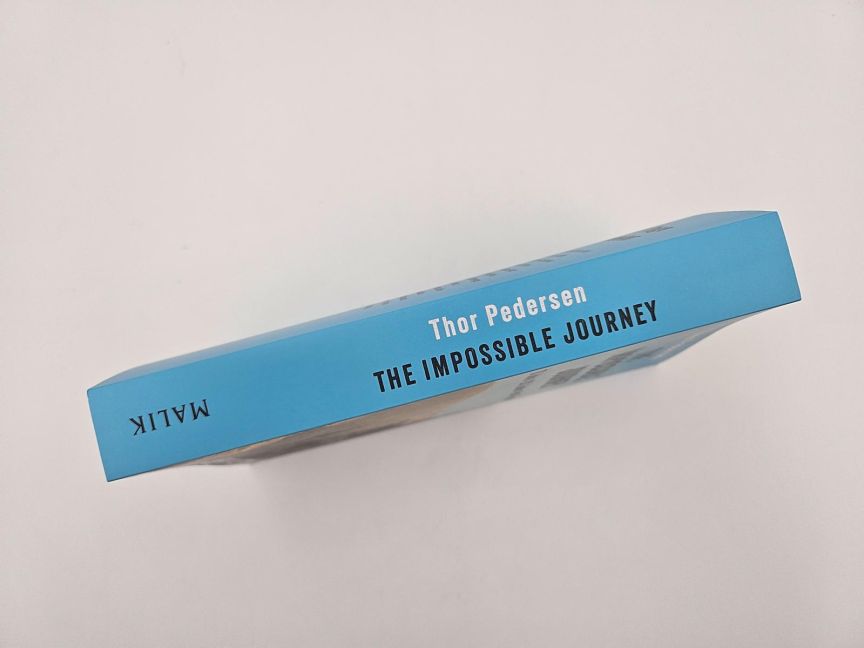 Thor Pedersen
THE IMPOSSIBLE JOURNEY
MALIK